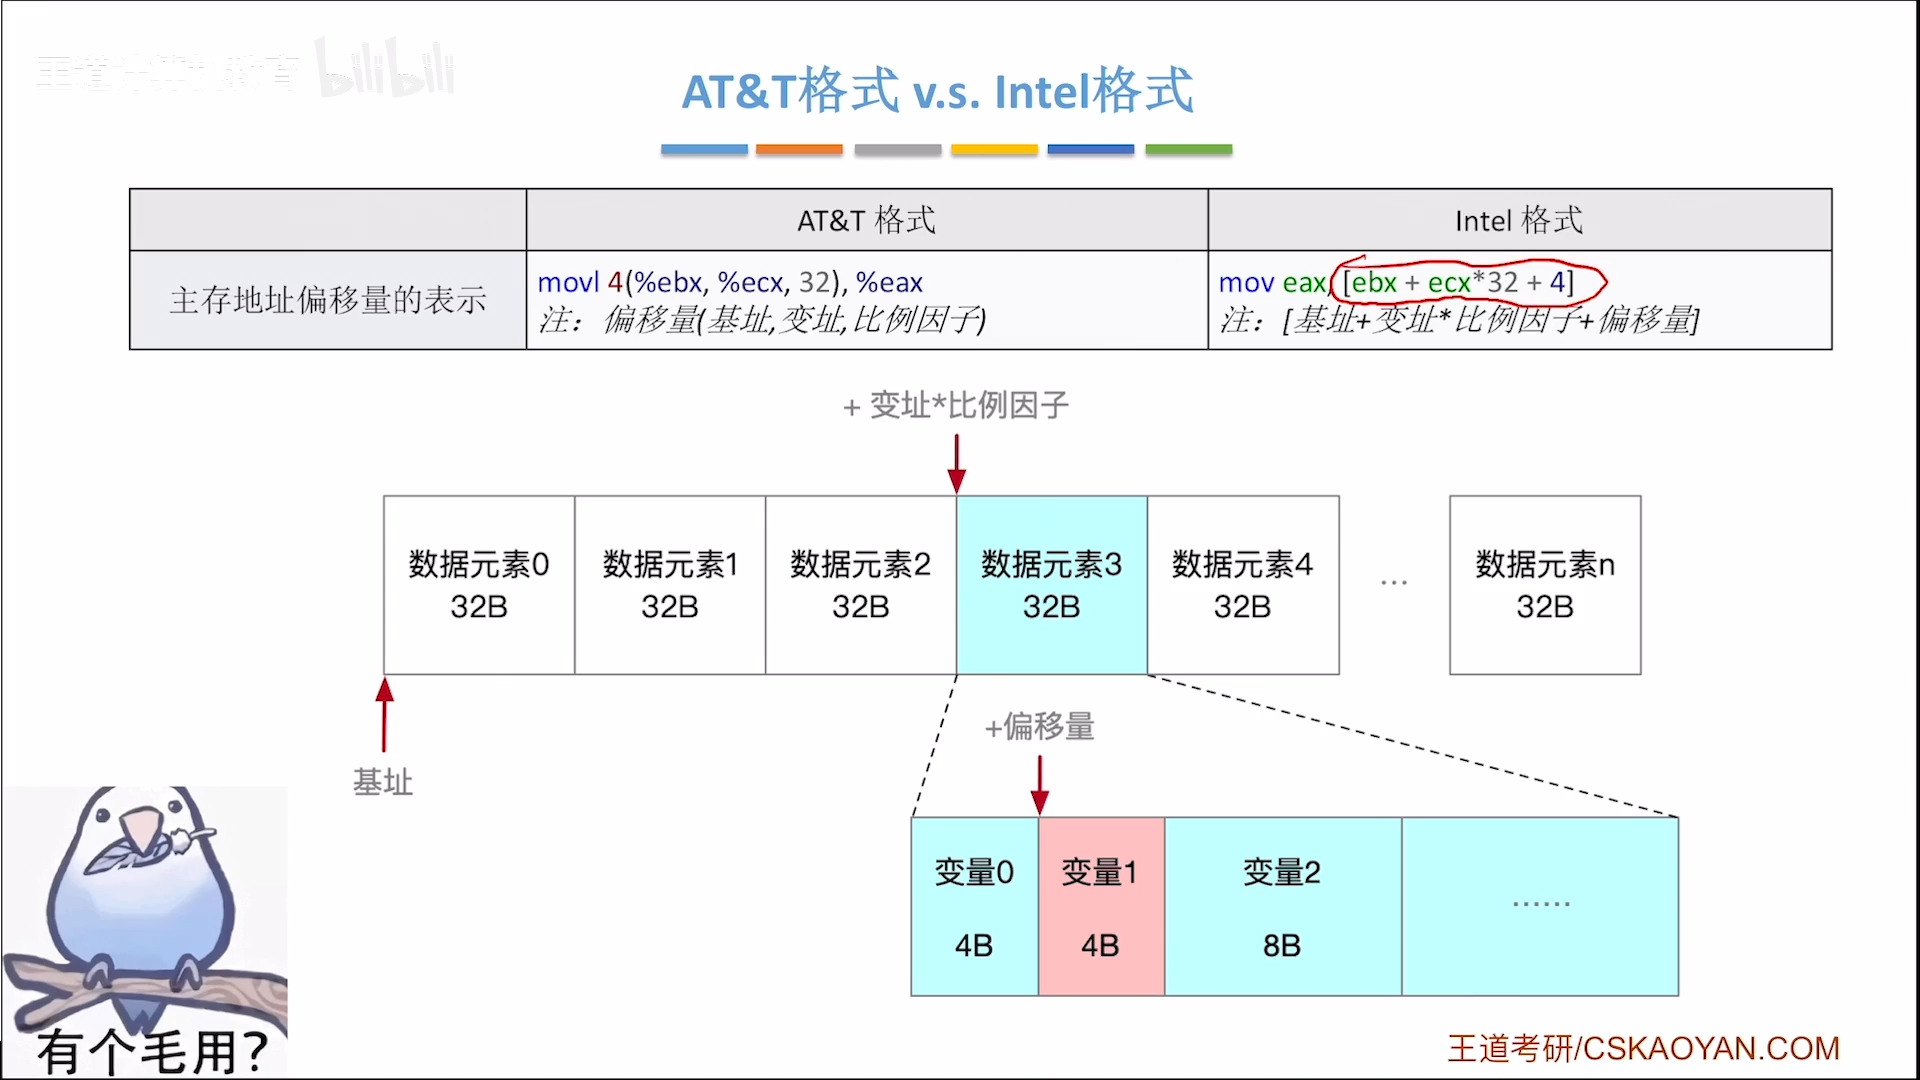 王道计算机教育 bilibili
AT&T格式 v.s. Intel格式
AT&T 格式
Intel 格式
主存地址偏移量的表示
movl 4(%ebx, %ecx, 32), %eax
注：偏移量(基址,变址,比例因子)
mov eax, [ebx + ecx*32 + 4]
注：[基址+变址*比例因子+偏移量]
+ 变址*比例因子
数据元素0
32B
数据元素1
32B
数据元素2
32B
数据元素3
32B
数据元素4
32B
...
数据元素n
32B
基址
+偏移量
变量0
4B
变量1
4B
变量2
8B
......
有个毛用?
王道考研/CSKAOYAN.COM